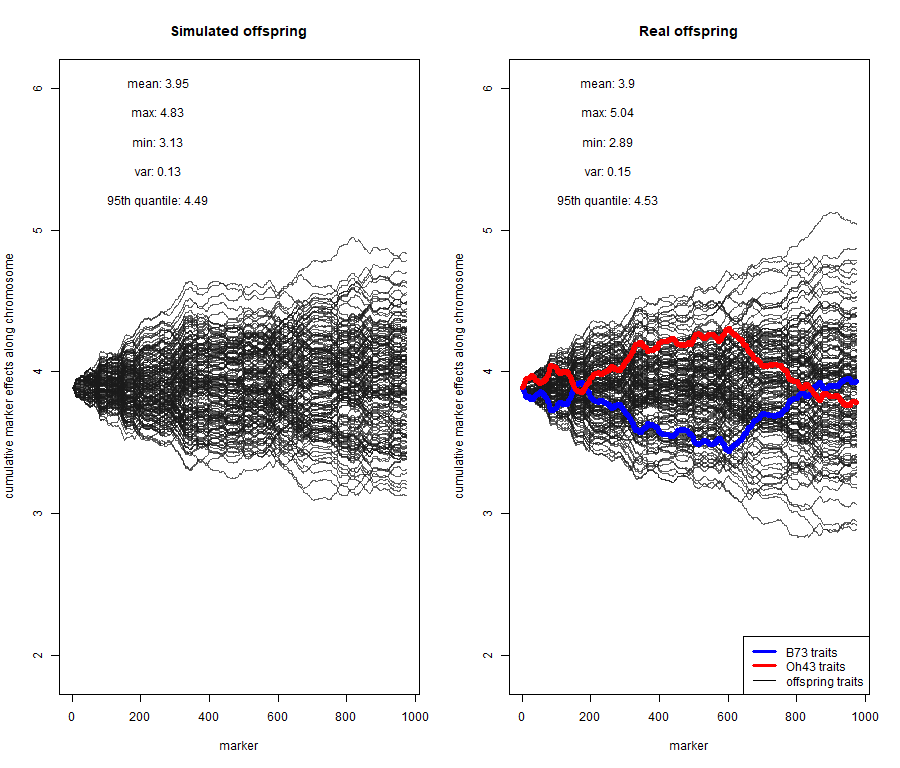 Simulated offspring
mean: 3.95
max: 4.83
min: 3.13
var: 0.13
95th quantile: 4.49
cumulative marker effects along chromosome
6
5
4
3
2
0
200
400
600
800
1000
marker
Real offspring
mean: 3.9
max: 5.04
min: 2.89
var: 0.15
95th quantile: 4.53
cumulative marker effects along chromosome
6
5
4
3
2
B73 traits
Oh43 traits
offspring traits
0
200
400
600
800
1000
marker